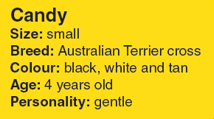 Candy
Size: small
Breed: Australian Terrier cross
Colour: black, white and tan
Age: 4 years old
Personality: gentle